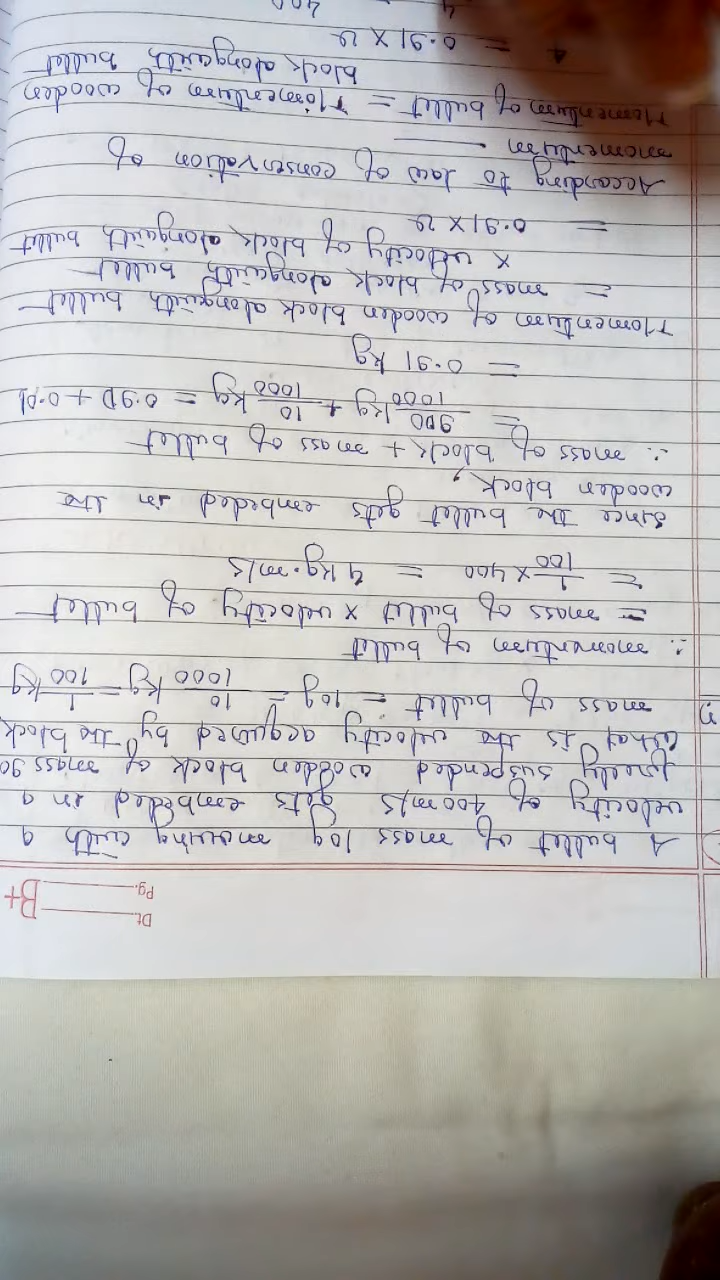 Dt.
Pg.
B+
A bullet of mass 10g moving with a
velocity of 400m/s gets embeded in a
freely suspended wooden block of mass 90
what is the velocity acquired by the block
mass of bullet = 10g = 10/1000 kg = 1/100 kg
∴ momentum of bullet
= mass of bullet x velocity of bullet
= 1/100 x 400 = 4 kg.m/s
since the bullet gets embeded in the
wooden block,
∴ mass of block + mass of bullet
= 900/1000 kg + 10/1000 kg = 0.90 + 0.01
= 0.91 kg
Momentum of wooden block alongwith bullet
= mass of block alongwith bullet
x velocity of block alongwith bullet
= 0.91 x v
According to law of conservation of
momentum
Momentum of bullet = Momentum of wooden
block alongwith bullet
4 = 0.91 x v
4 400